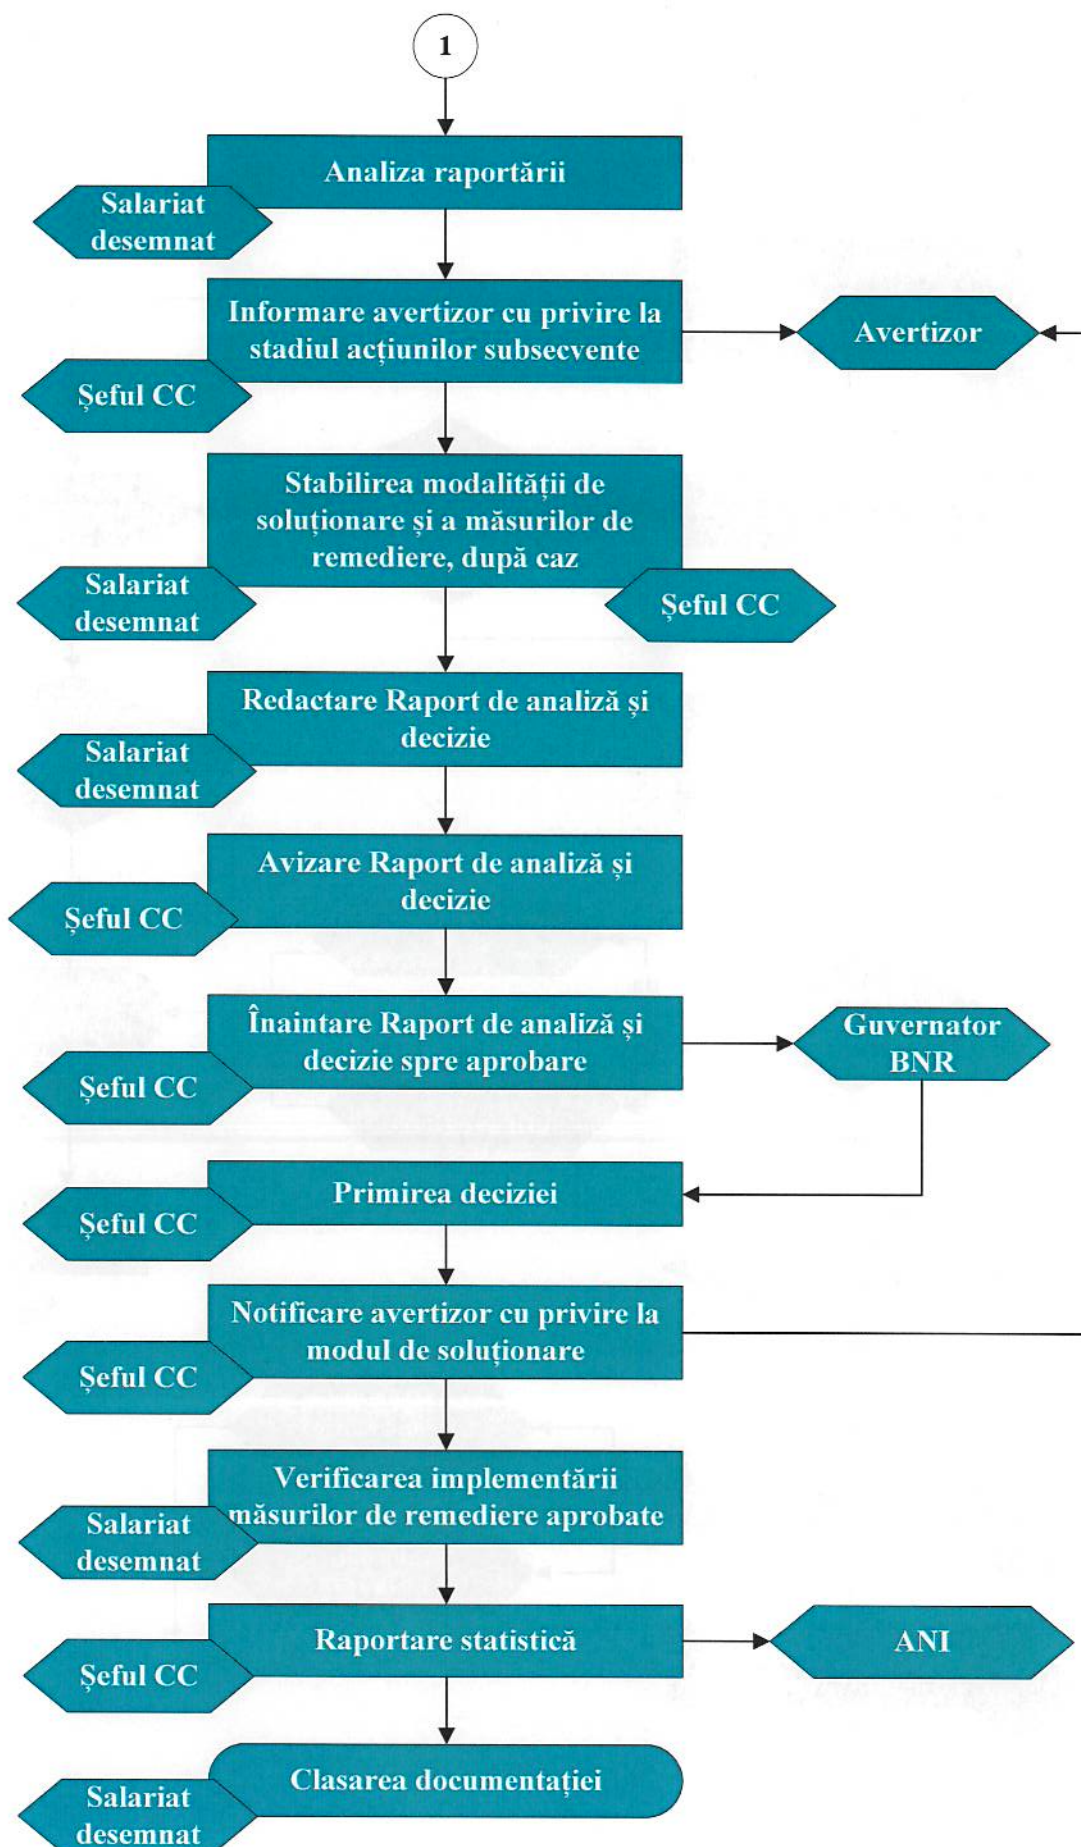 1
Analiza raportării
Salariat
desemnat
Informare avertizor cu privire la
stadiul acțiunilor subsecvente
Avertizor
Șeful CC
Stabilirea modalității de
soluționare și a măsurilor de
remediere, după caz
Salariat
desemnat
Șeful CC
Redactare Raport de analiză și
decizie
Salariat
desemnat
Avizare Raport de analiză și
decizie
Șeful CC
Înaintare Raport de analiză și
decizie spre aprobare
Guvernator
BNR
Șeful CC
Primirea deciziei
Șeful CC
Notificare avertizor cu privire la
modul de soluționare
Șeful CC
Verificarea implementării
măsurilor de remediere aprobate
Salariat
desemnat
Raportare statistică
ANI
Șeful CC
Clasarea documentației
Salariat
desemnat